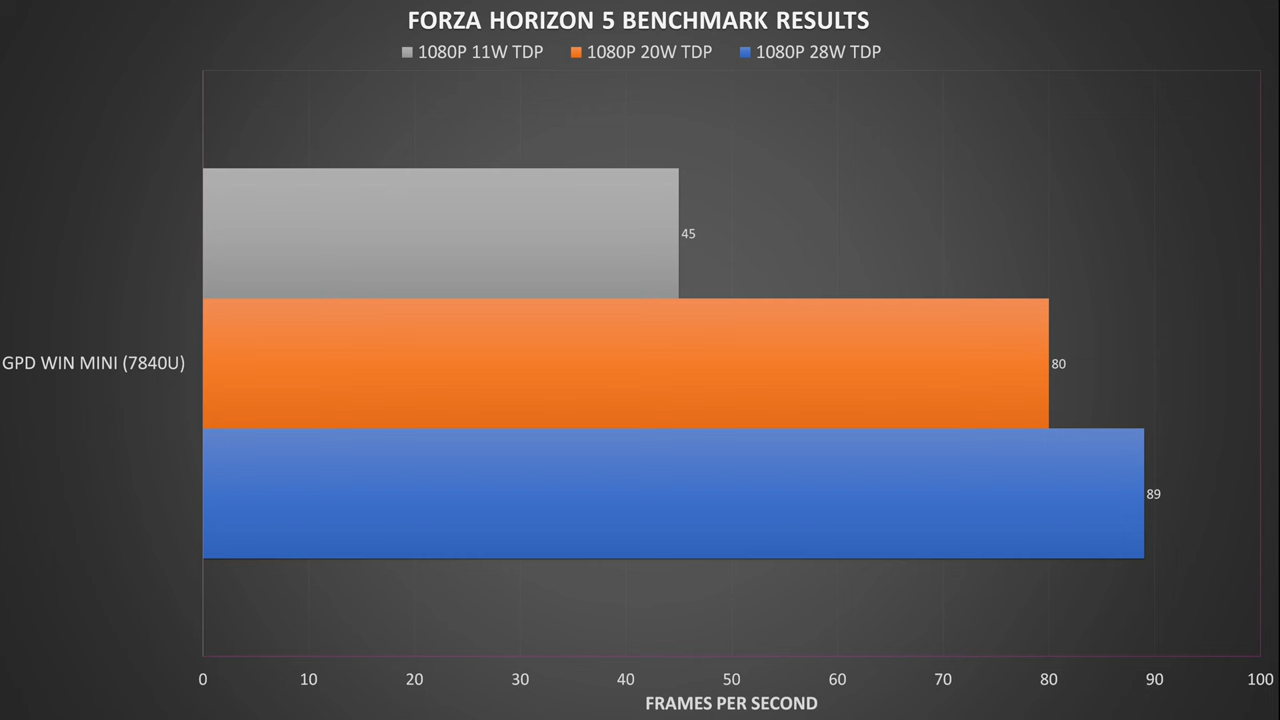 FORZA HORIZON 5 BENCHMARK RESULTS
1080P 11W TDP 1080P 20W TDP 1080P 28W TDP
45
GPD WIN MINI (7840U)
80
89
0 10 20 30 40 50 60 70 80 90 100
FRAMES PER SECOND